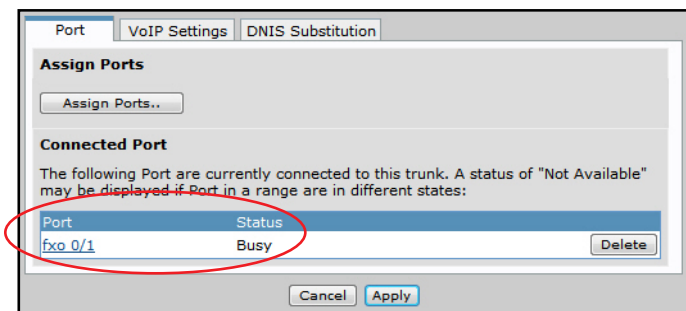 Port VoIP Settings DNIS Substitution
Assign Ports
Assign Ports..
Connected Port
The following Port are currently connected to this trunk. A status of "Not Available"
may be displayed if Port in a range are in different states:
Port Status
fxo 0/1 Busy Delete
Cancel Apply